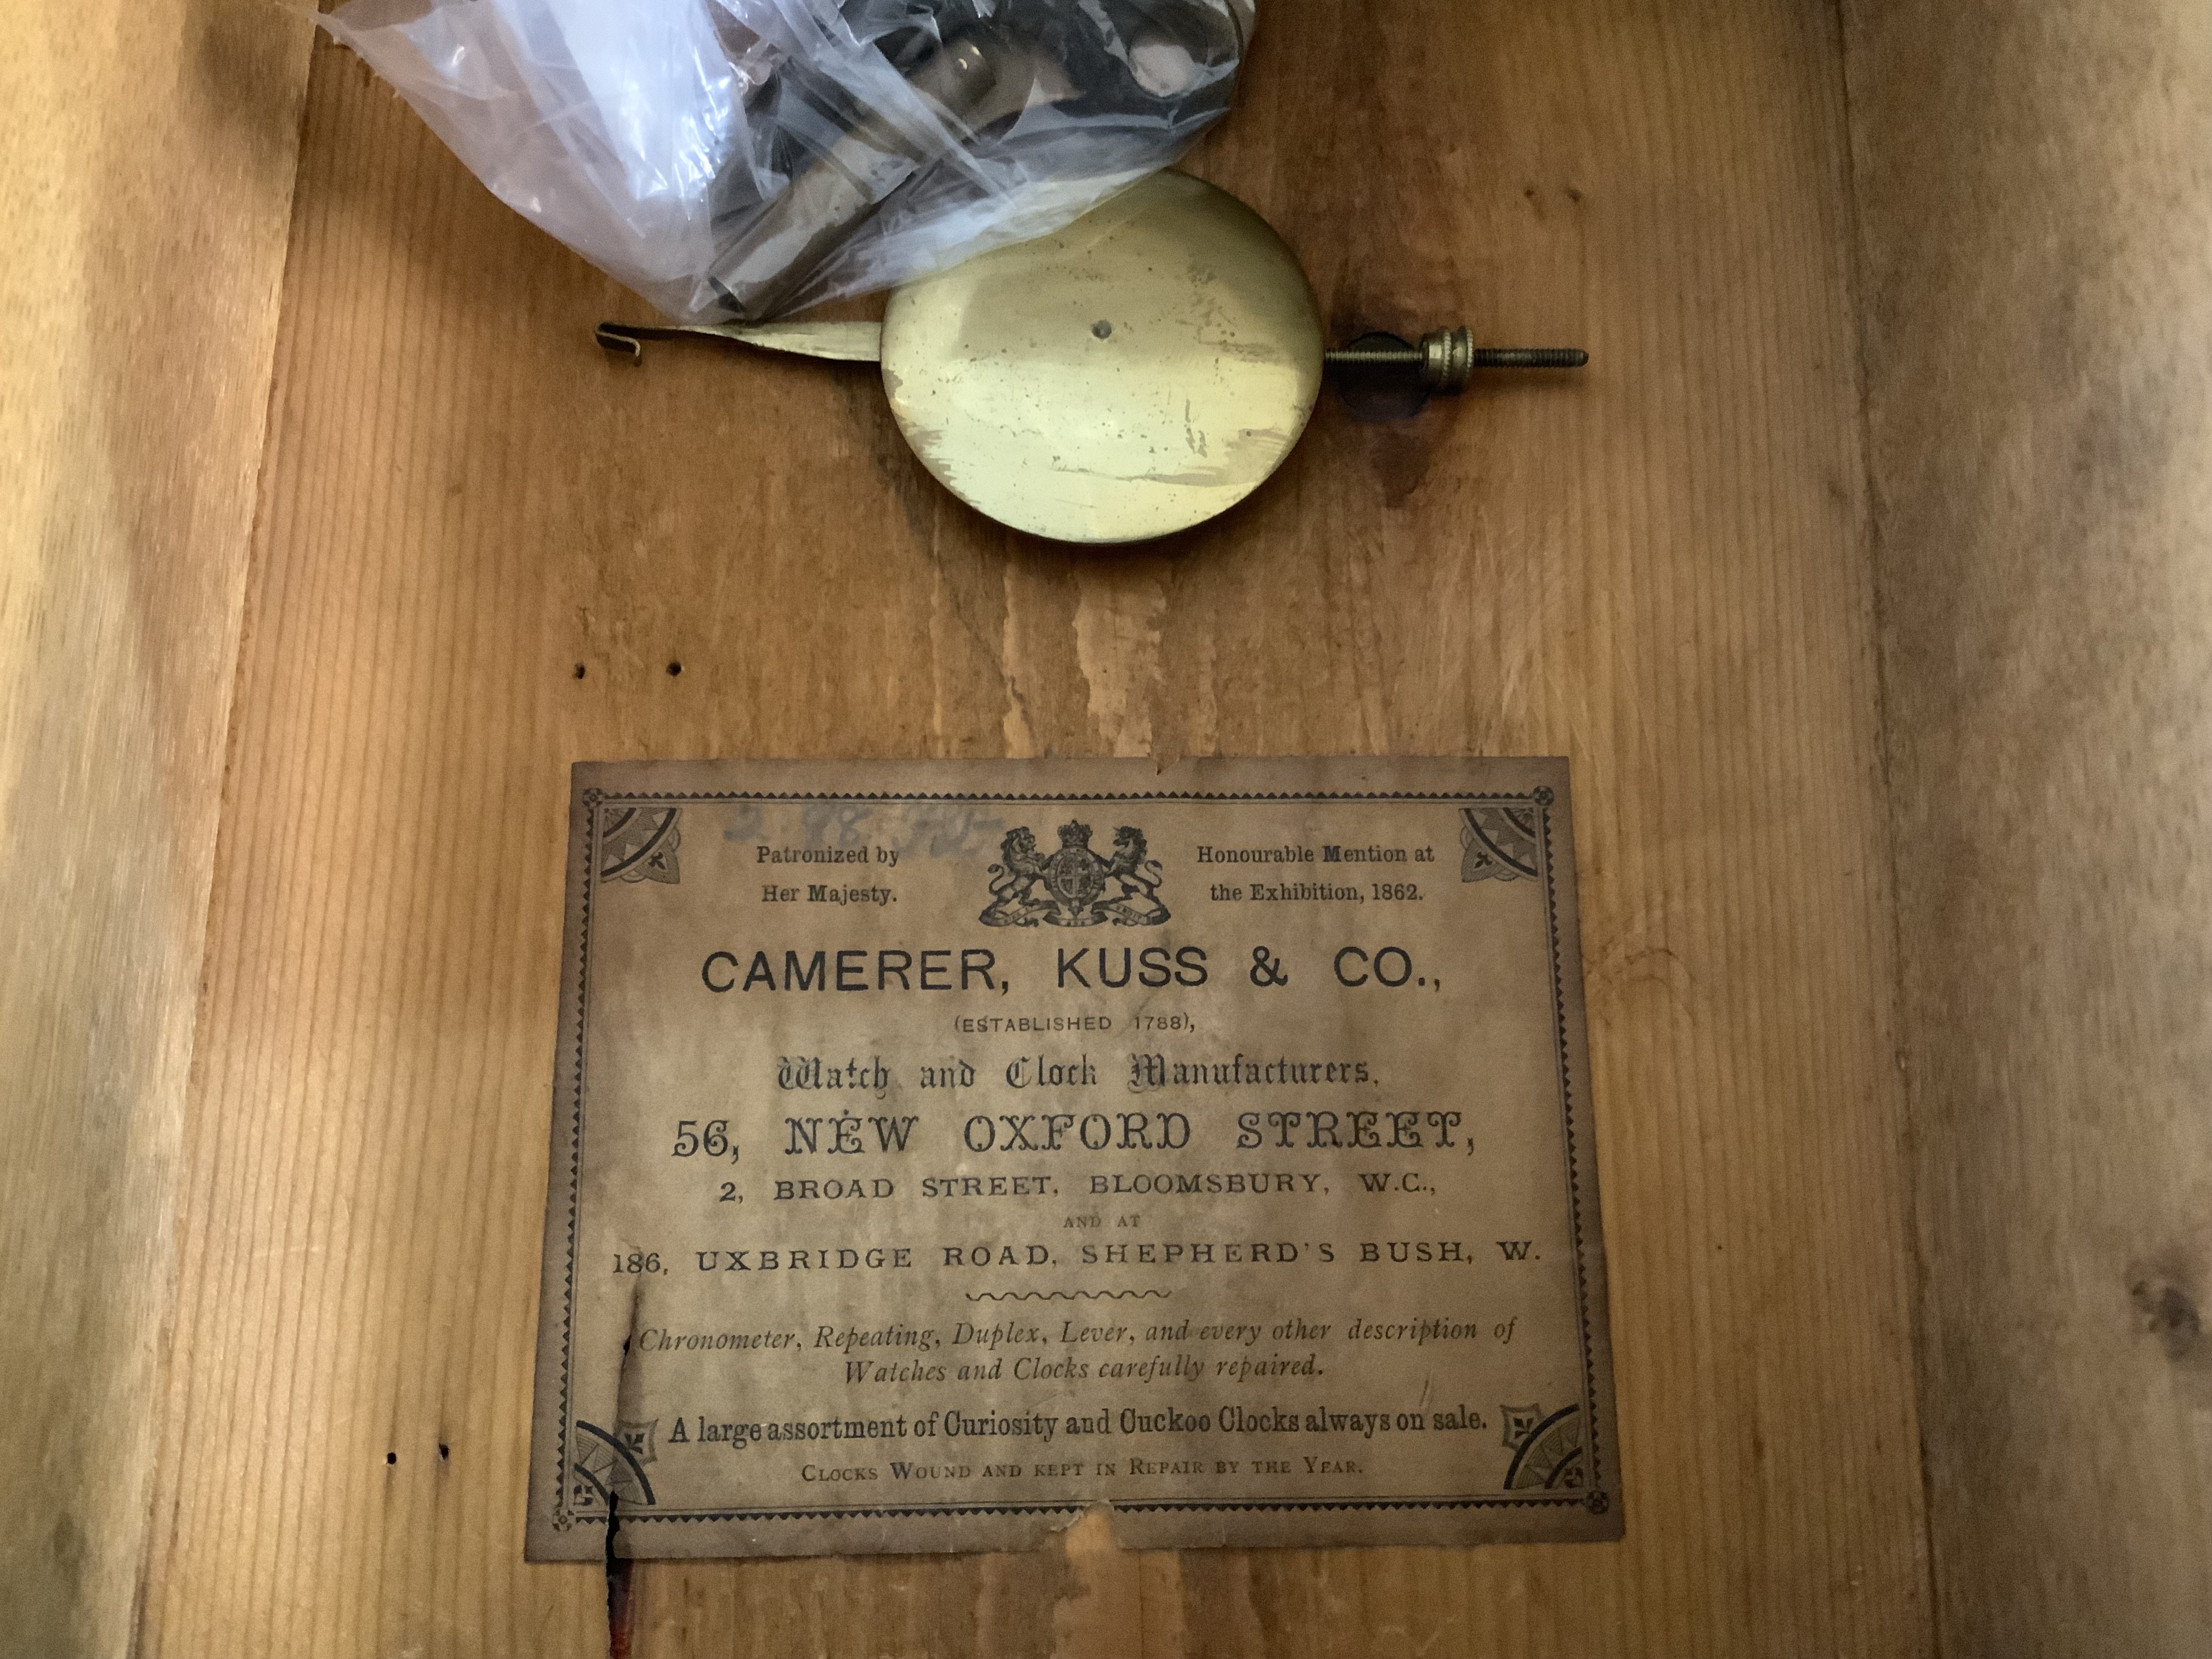 Patronized by
Her Majesty.
Honourable Mention at
the Exhibition, 1862.
CAMERER, KUSS & CO.,
(ESTABLISHED 1788),
Watch and Clock Manufacturers,
56, NEW OXFORD STREET,
2, BROAD STREET, BLOOMSBURY, W.C.,
AND AT
186, UXBRIDGE ROAD, SHEPHERD'S BUSH, W.
Chronometer, Repeating, Duplex, Lever, and every other description of
Watches and Clocks carefully repaired.
A large assortment of Curiosity and Cuckoo Clocks always on sale.
CLOCKS WOUND AND KEPT IN REPAIR BY THE YEAR.